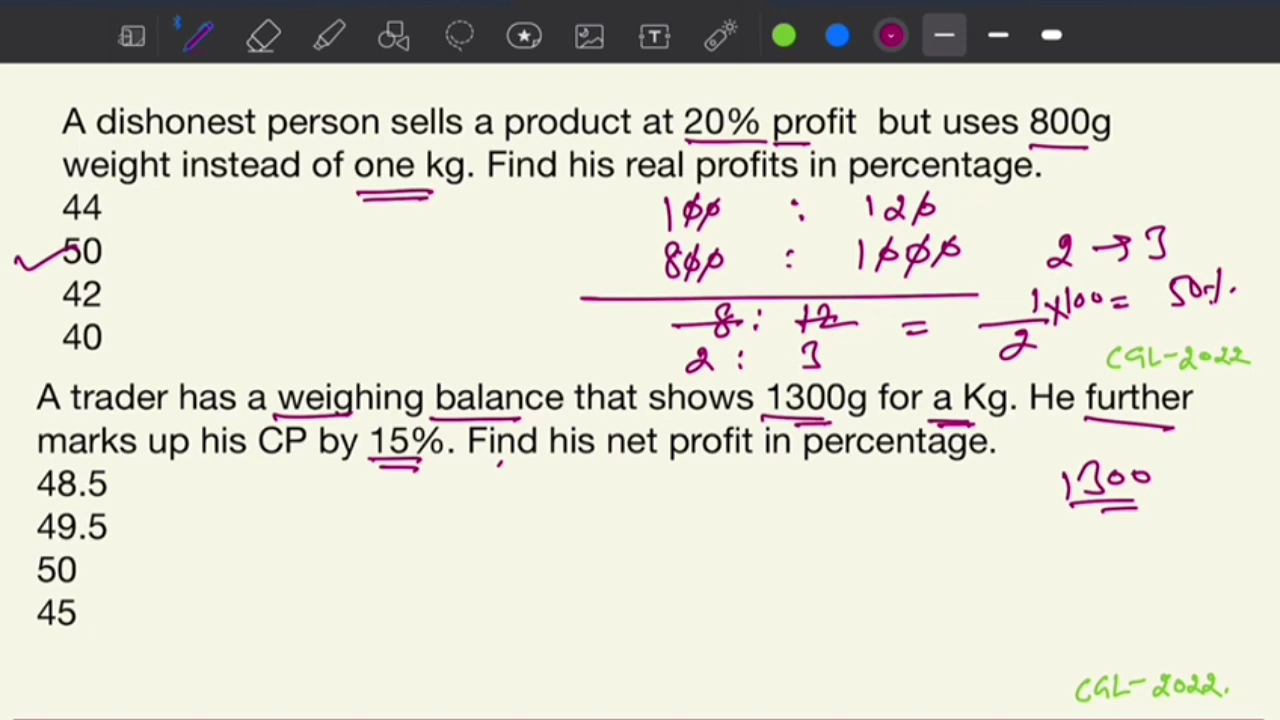 A dishonest person sells a product at 20% profit but uses 800g
weight instead of one kg. Find his real profits in percentage.
44
100 : 120
50
800 : 1000
2 → 3
42
8 : 12 = 1/2 × 100 = 50%
40
2 : 3
CGL-2022
A trader has a weighing balance that shows 1300g for a Kg. He further
marks up his CP by 15%. Find his net profit in percentage.
48.5
1300
49.5
50
45
CGL-2022.